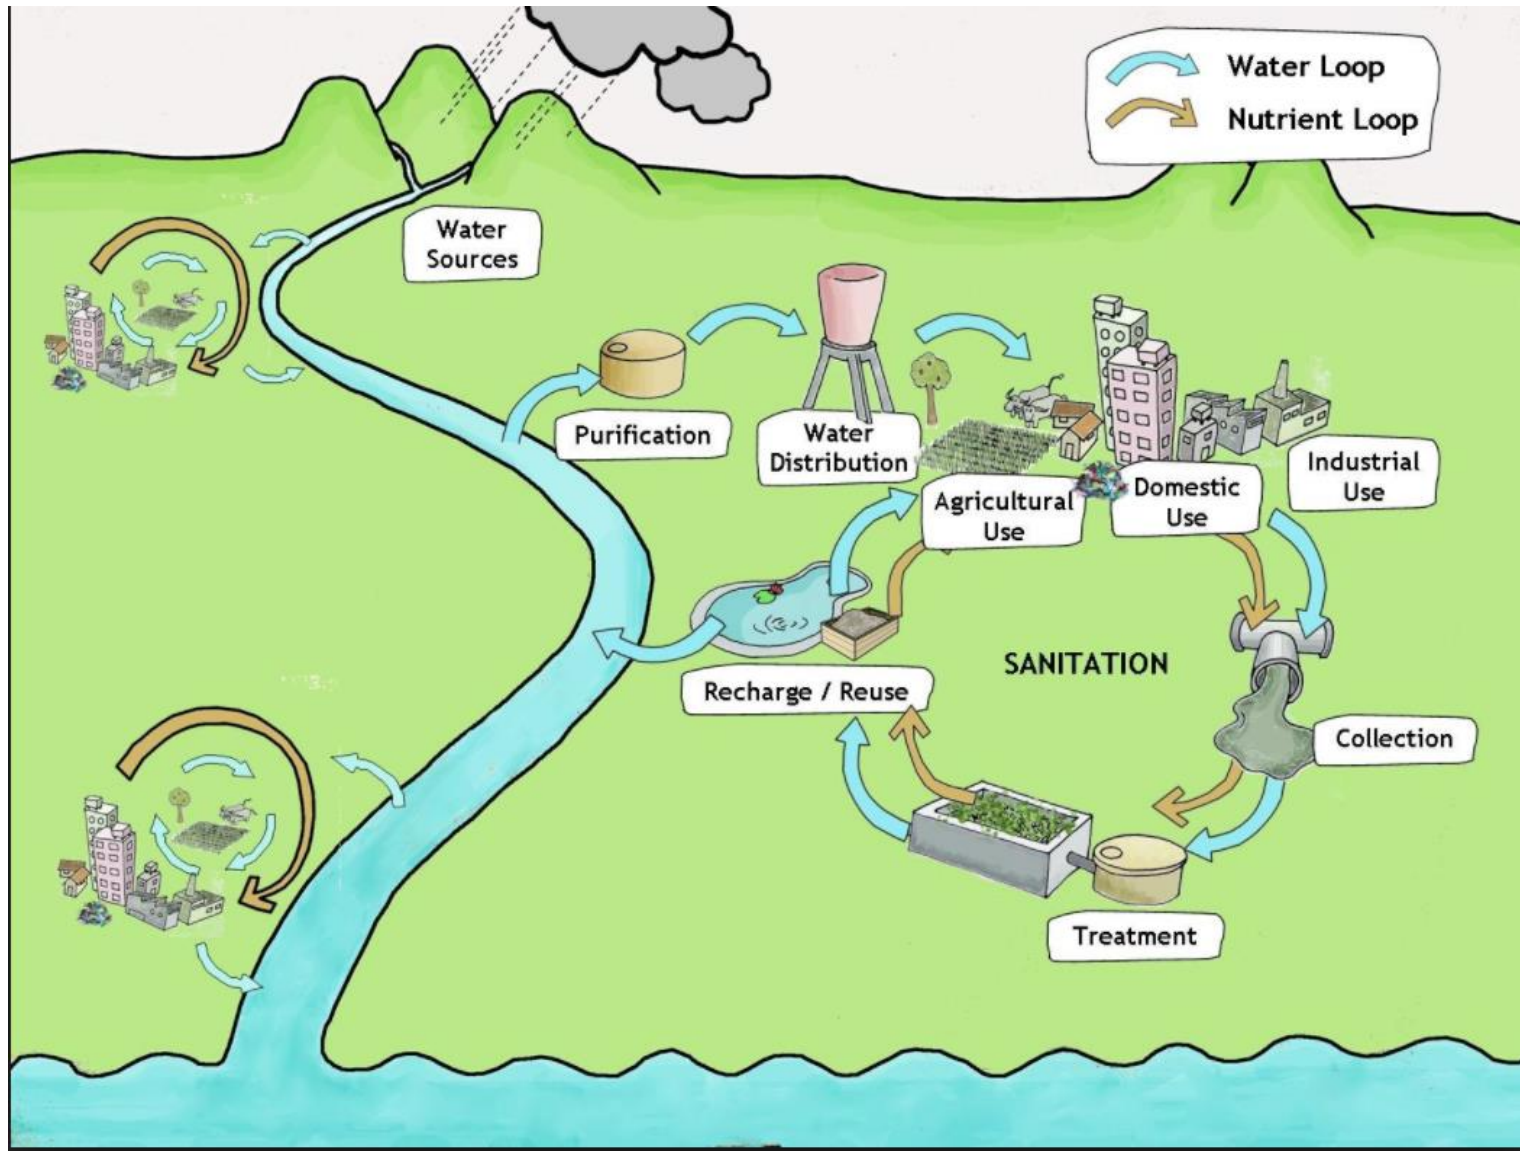 Water Loop
Nutrient Loop
Water
Sources
Purification
Water
Distribution
Agricultural
Use
Domestic
Use
Industrial
Use
Recharge / Reuse
SANITATION
Collection
Treatment